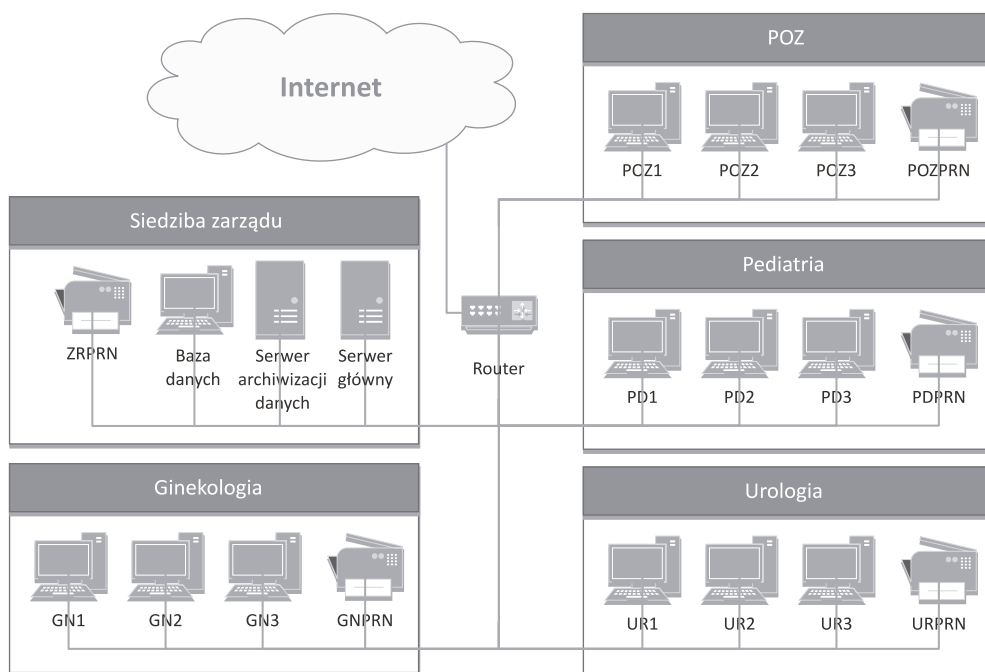 Internet
POZ
POZ1 POZ2 POZ3 POZPRN
Siedziba zarządu
ZRPRN Baza danych Serwer archiwizacji danych Serwer główny
Router
Pediatria
PD1 PD2 PD3 PDPRN
Ginekologia
GN1 GN2 GN3 GNPRN
Urologia
UR1 UR2 UR3 URPRN